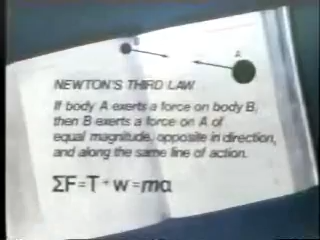 B
A
NEWTON'S THIRD LAW
If body A exerts a force on body B,
then B exerts a force on A of
equal magnitude, opposite in direction,
and along the same line of action.
ΣF=T+w=ma